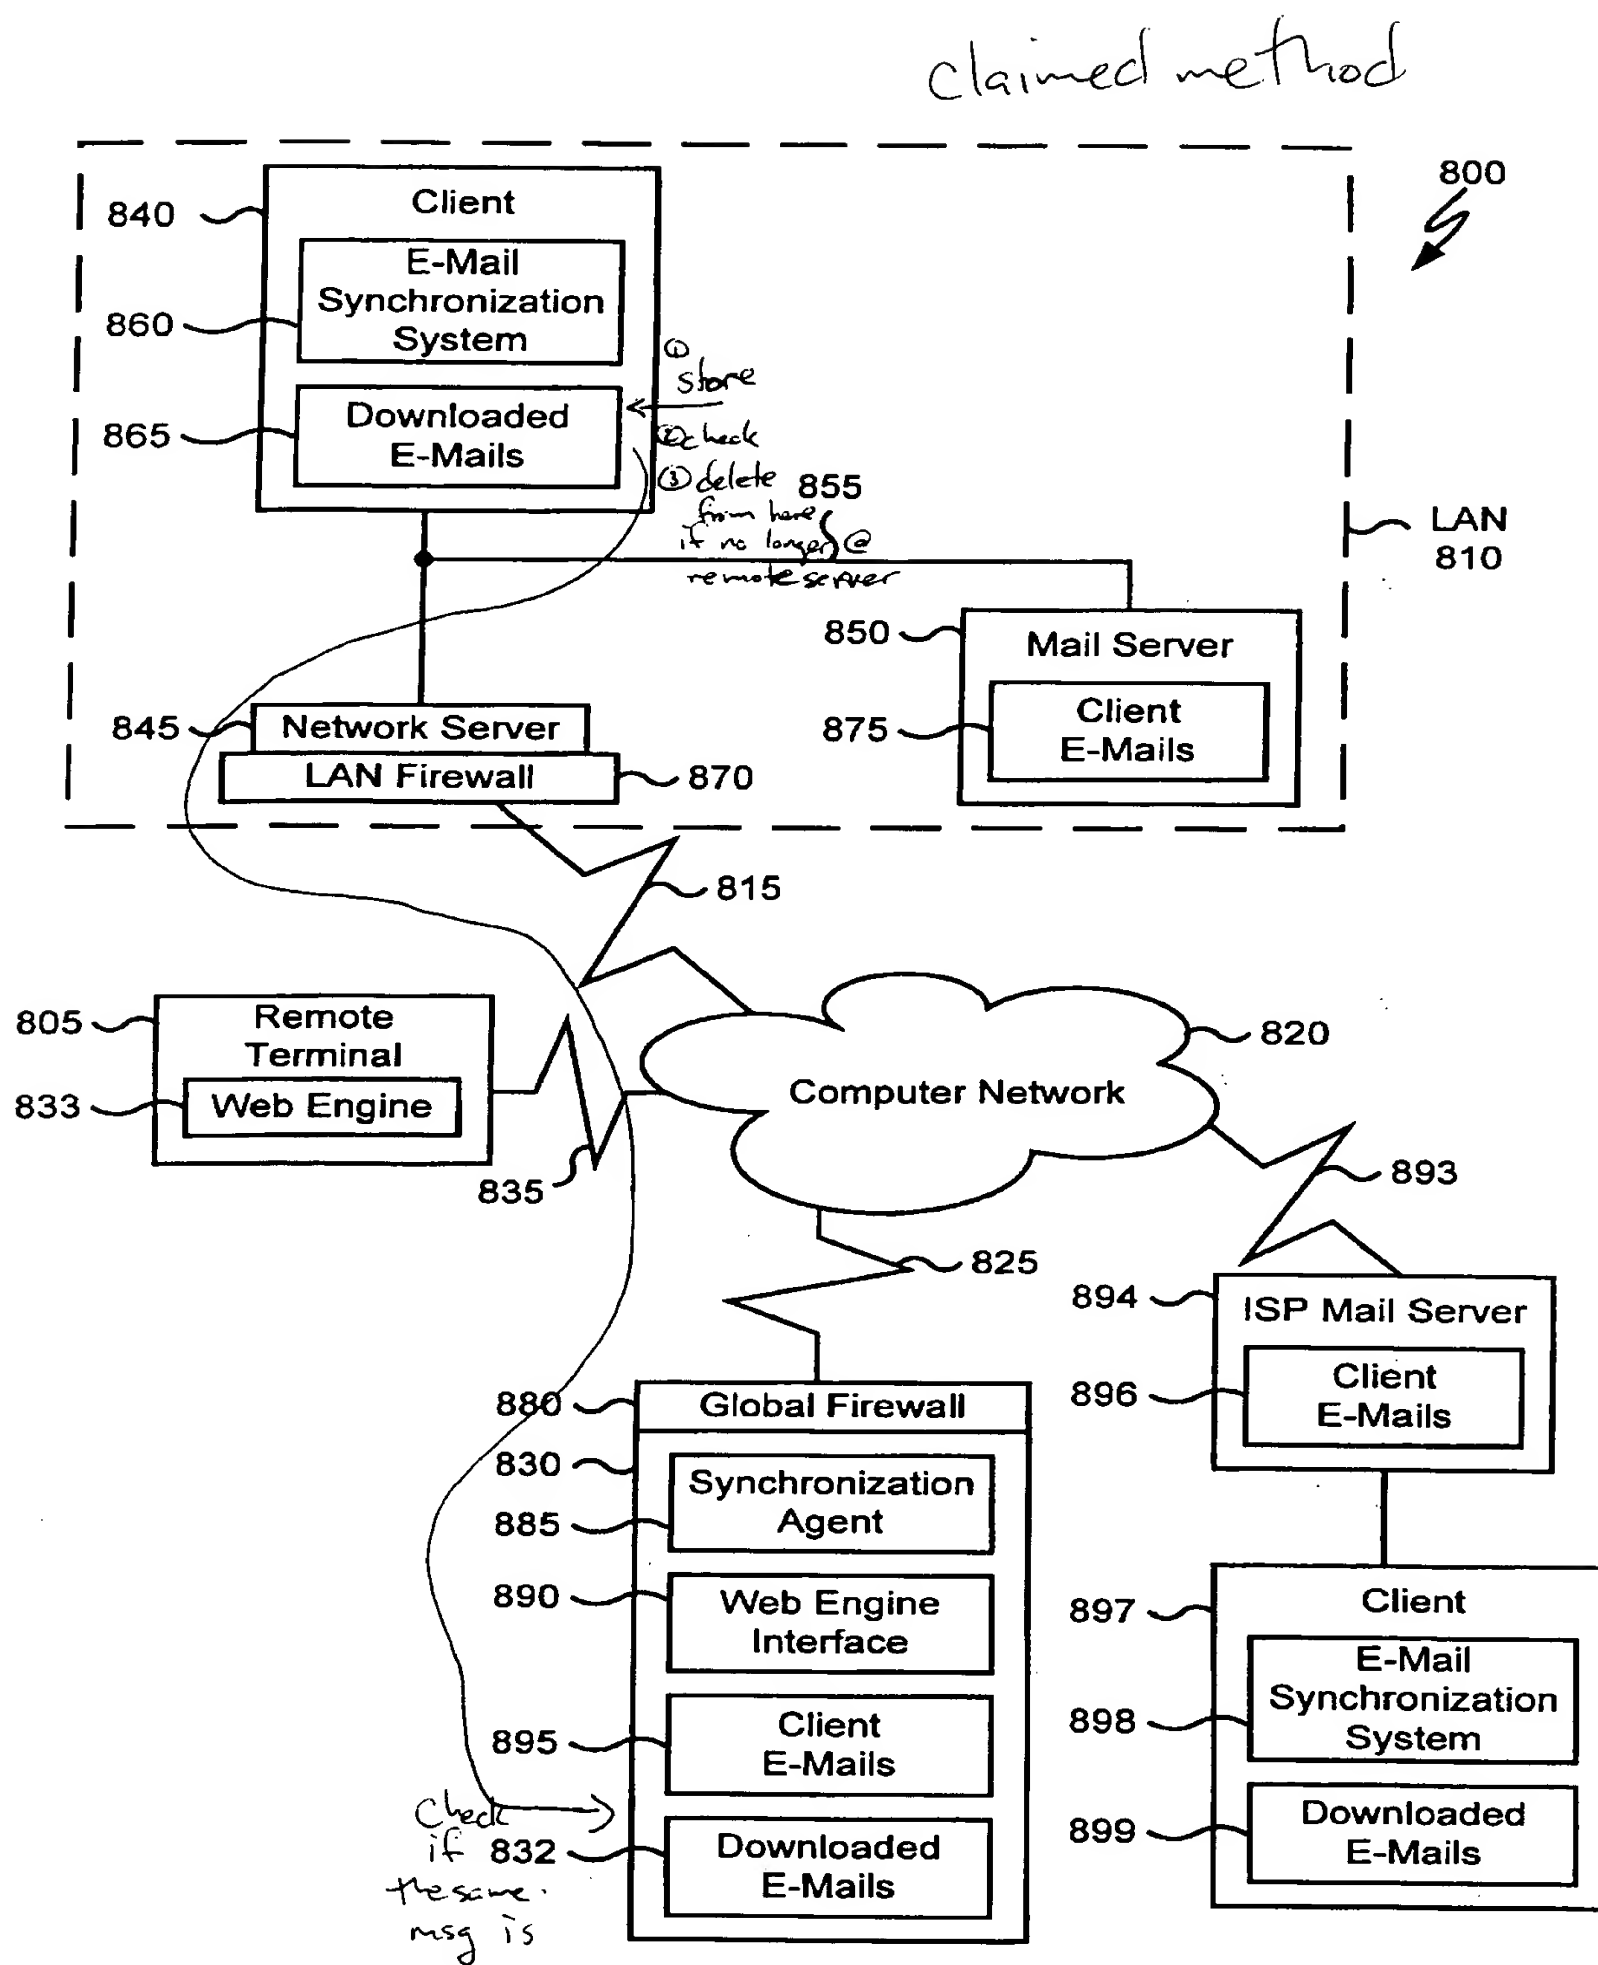 claimed method
800
840
Client
E-Mail
Synchronization
System
860
① store
Downloaded
E-Mails
865
② check
③ delete
from here
if no longer @
remote server
855
LAN
810
850
Mail Server
875
Client
E-Mails
845
Network Server
LAN Firewall
870
815
805
Remote
Terminal
833
Web Engine
835
820
Computer Network
893
825
894
ISP Mail Server
896
Client
E-Mails
880
Global Firewall
830
Synchronization
Agent
885
890
Web Engine
Interface
895
Client
E-Mails
897
Client
E-Mail
Synchronization
System
898
Downloaded
E-Mails
899
832
Downloaded
E-Mails
Check
if
the same
msg is